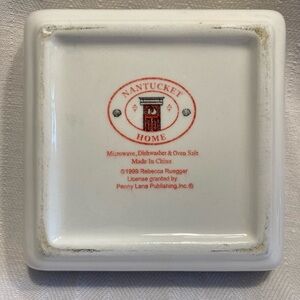 NANTUCKET
HOME
Microwave, Dishwasher & Oven Safe
Made In China
©1999 Rebecca Ruegger
License granted by
Penny Lane Publishing, Inc.®